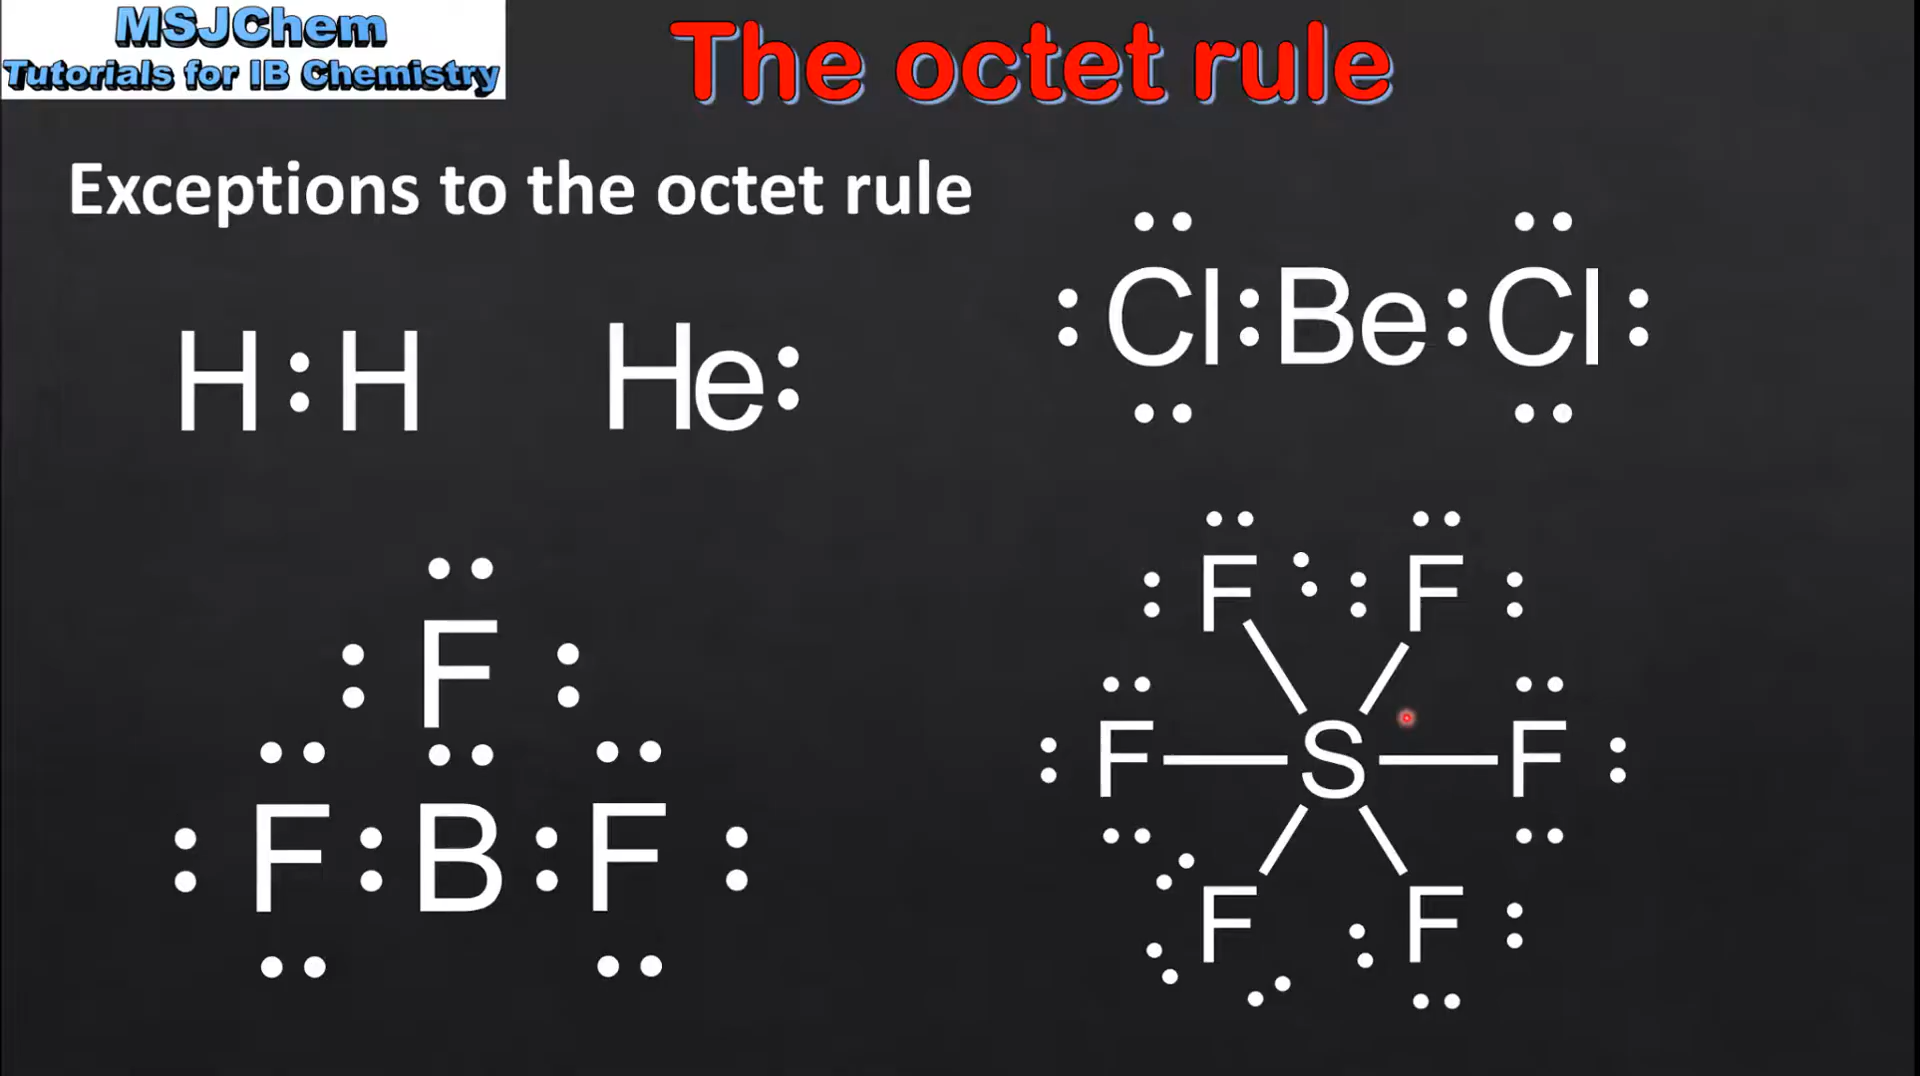 MSJChem
Tutorials for IB Chemistry
The octet rule
Exceptions to the octet rule
H:H
He:
:Cl:Be:Cl:
F
F:B:F
F F
F S F
F F